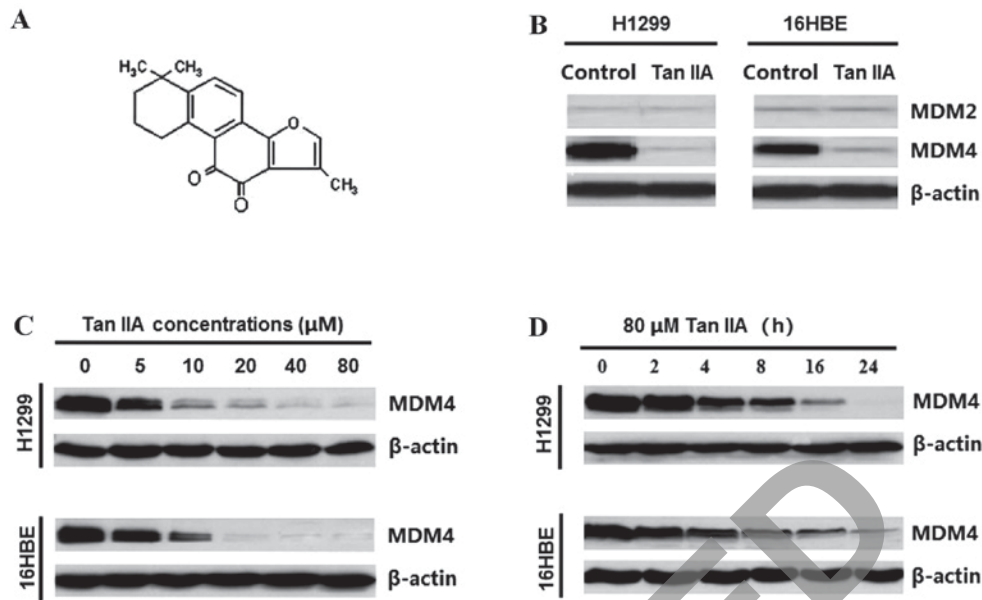 A
H₃C CH₃
O
O
O
CH₃
B
H1299 16HBE
Control Tan IIA Control Tan IIA
MDM2
MDM4
β-actin
C
Tan IIA concentrations (μM)
0 5 10 20 40 80
H1299
MDM4
β-actin
16HBE
MDM4
β-actin
D
80 μM Tan IIA (h)
0 2 4 8 16 24
H1299
MDM4
β-actin
16HBE
MDM4
β-actin